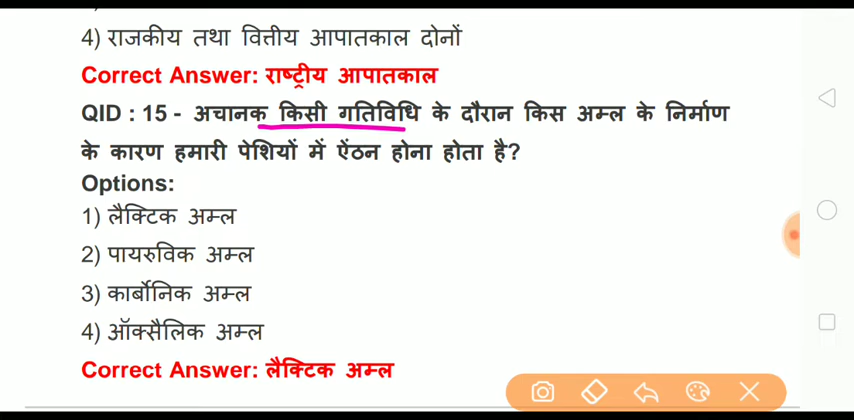 4) राजकीय तथा वित्तीय आपातकाल दोनों
Correct Answer: राष्ट्रीय आपातकाल
QID : 15 - अचानक किसी गतिविधि के दौरान किस अम्ल के निर्माण
के कारण हमारी पेशियों में ऐंठन होना होता है?
Options:
1) लैक्टिक अम्ल
2) पायरुविक अम्ल
3) कार्बोनिक अम्ल
4) ऑक्सैलिक अम्ल
Correct Answer: लैक्टिक अम्ल